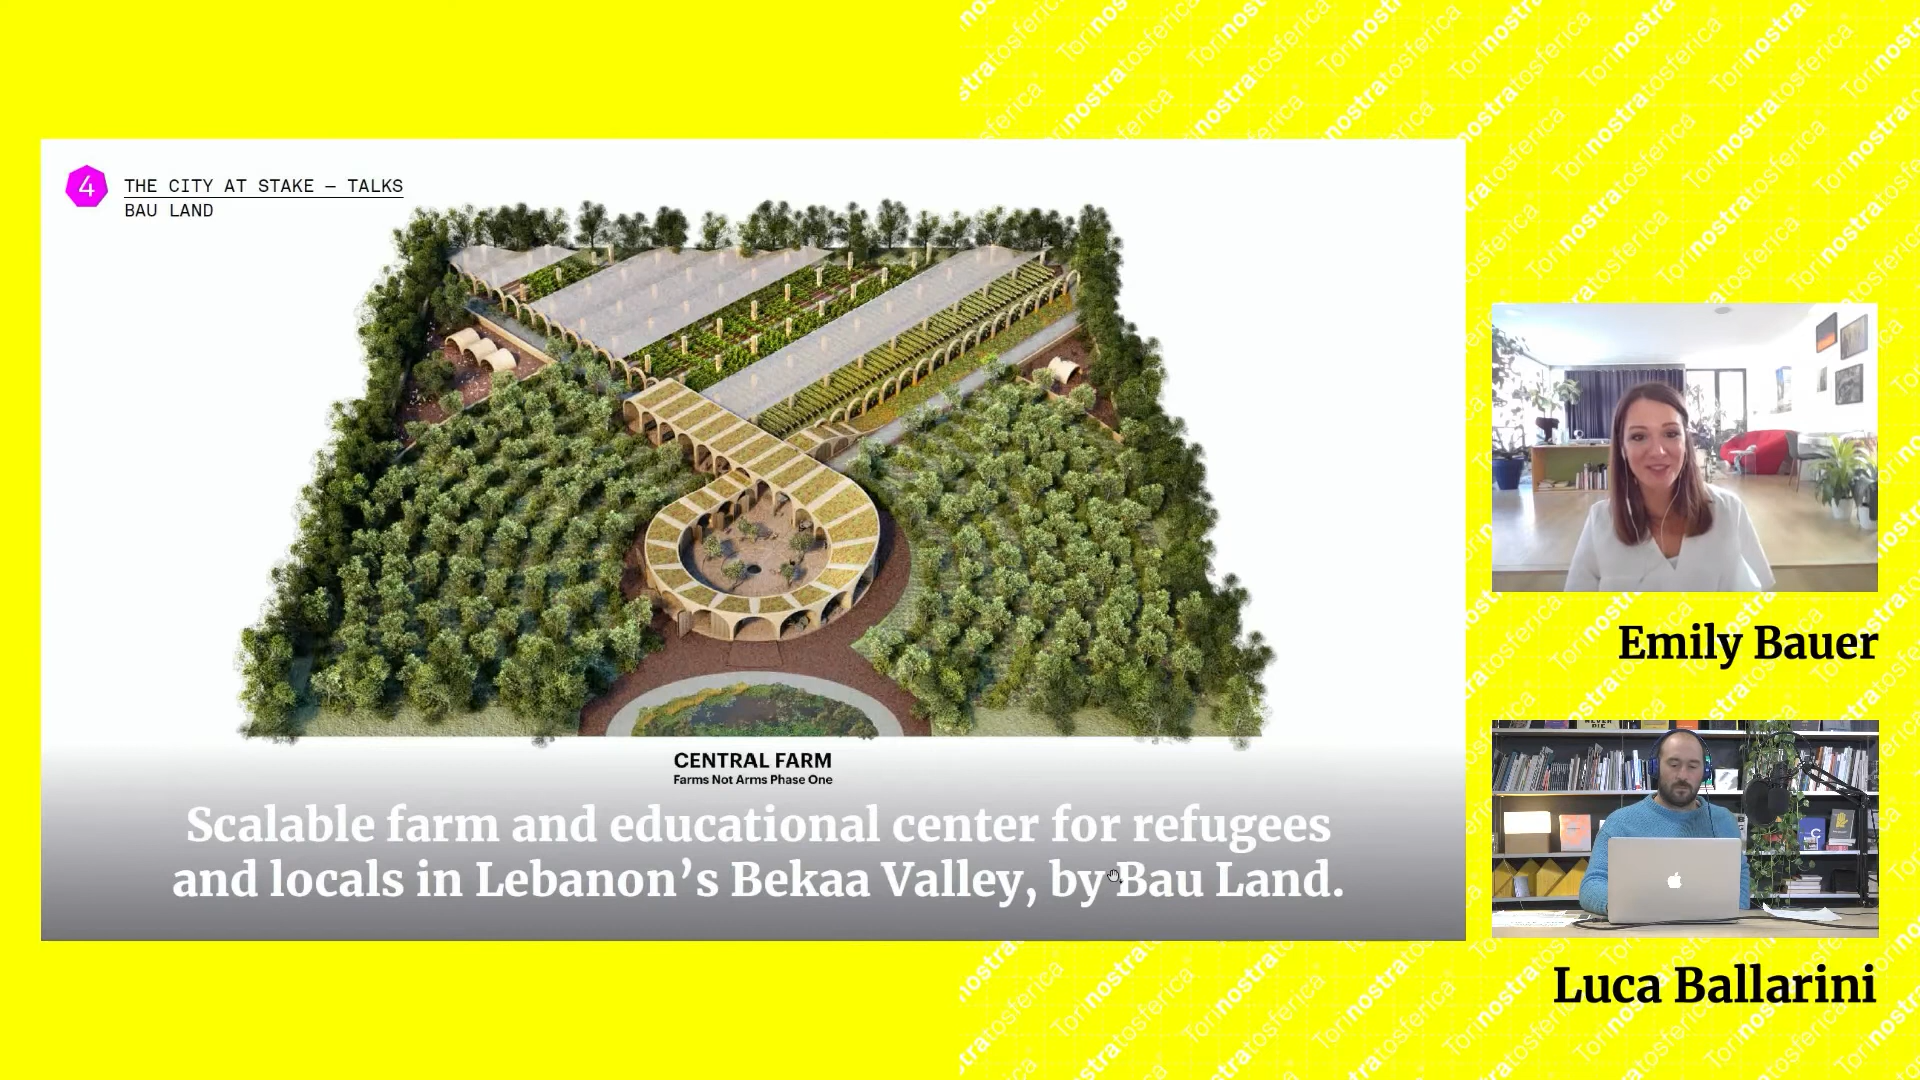 4
THE CITY AT STAKE — TALKS
BAU LAND
CENTRAL FARM
Farms Not Arms Phase One
Scalable farm and educational center for refugees
and locals in Lebanon’s Bekaa Valley, by Bau Land.
Emily Bauer
Luca Ballarini
Torinostratosferica